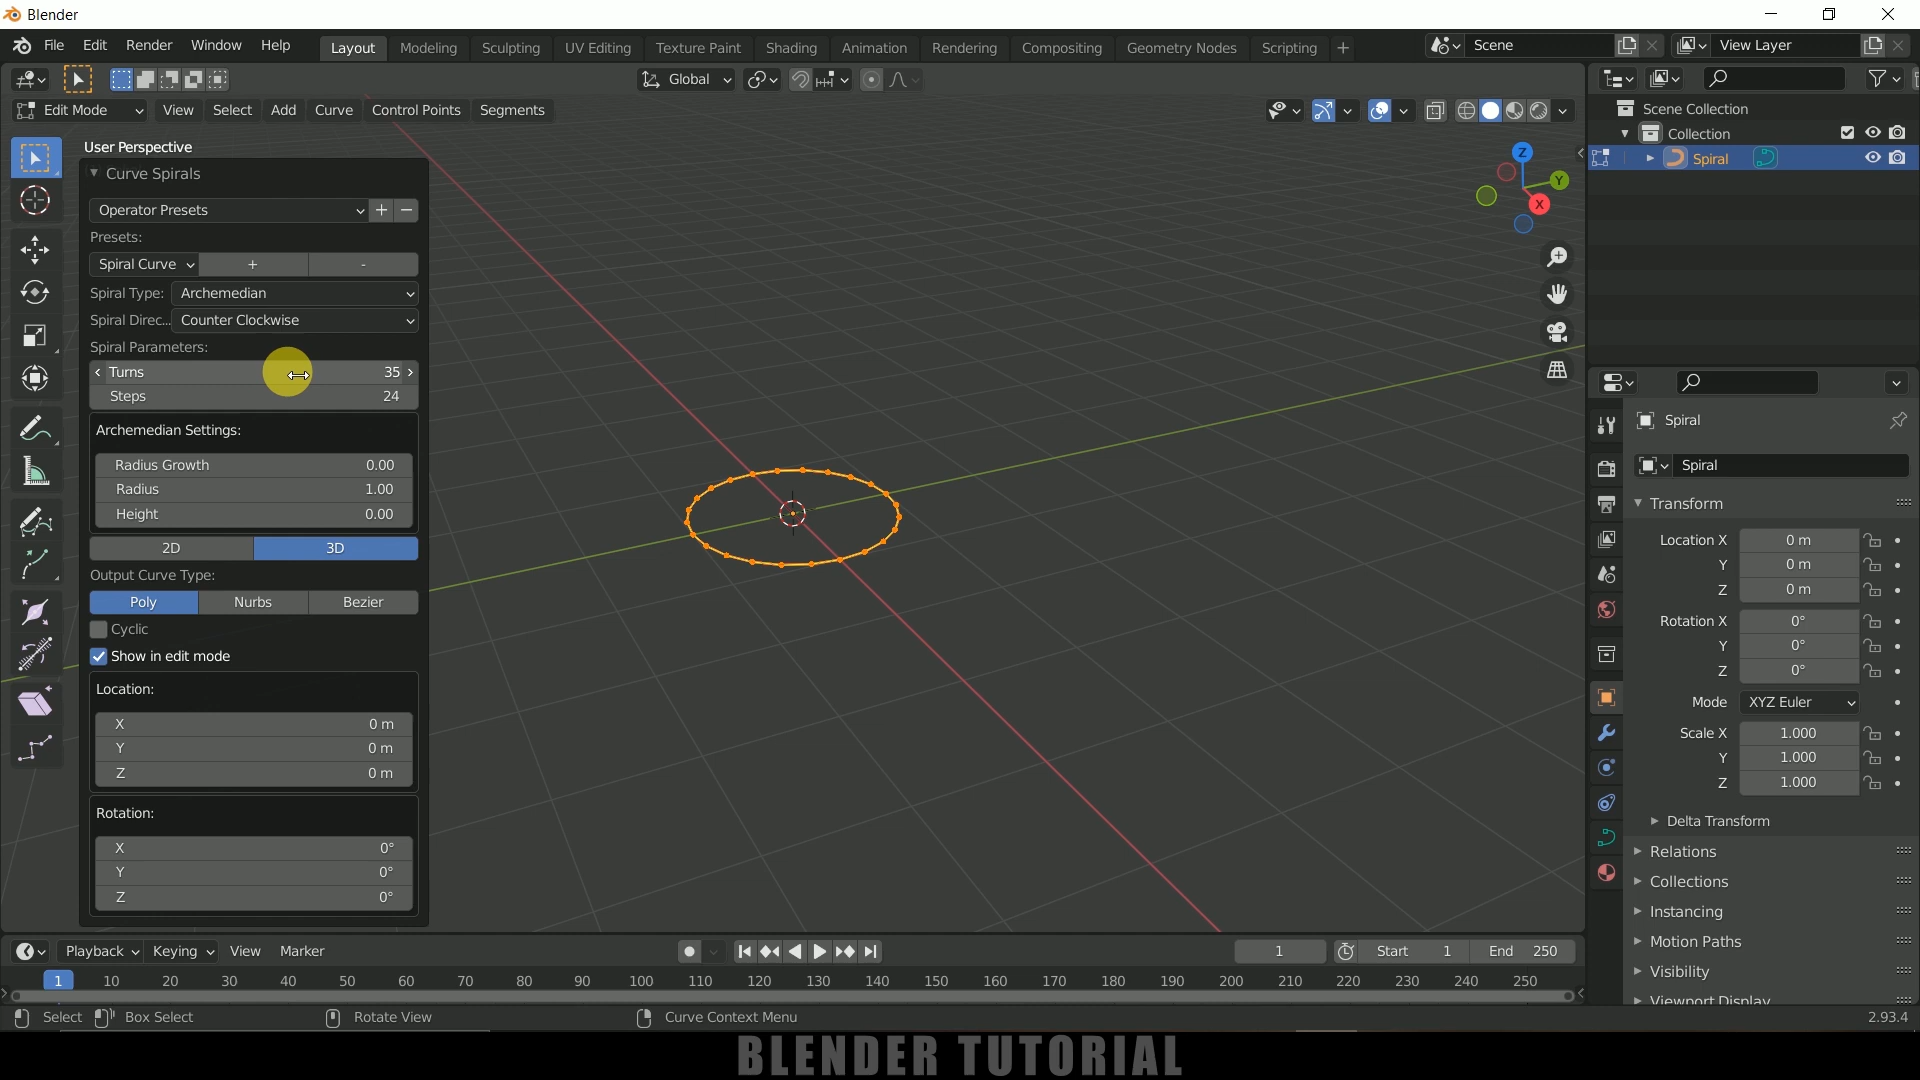 Blender
File Edit Render Window Help Layout Modeling Sculpting UV Editing Texture Paint Shading Animation Rendering Compositing Geometry Nodes Scripting + Scene View Layer
Global
Edit Mode View Select Add Curve Control Points Segments
User Perspective
Curve Spirals
Operator Presets + −
Presets:
Spiral Curve + -
Spiral Type: Archemedian
Spiral Direc... Counter Clockwise
Spiral Parameters:
Turns 35
Steps 24
Archemedian Settings:
Radius Growth 0.00
Radius 1.00
Height 0.00
2D 3D
Output Curve Type:
Poly Nurbs Bezier
Cyclic
Show in edit mode
Location:
X 0 m
Y 0 m
Z 0 m
Rotation:
X 0°
Y 0°
Z 0°
Z
Y
X
Scene Collection
Collection
Spiral
Spiral
Spiral
Transform
Location X 0 m
Y 0 m
Z 0 m
Rotation X 0°
Y 0°
Z 0°
Mode XYZ Euler
Scale X 1.000
Y 1.000
Z 1.000
Delta Transform
Relations
Collections
Instancing
Motion Paths
Visibility
Viewport Display
Playback Keying View Marker 1 Start 1 End 250
1 10 20 30 40 50 60 70 80 90 100 110 120 130 140 150 160 170 180 190 200 210 220 230 240 250
Select Box Select Rotate View Curve Context Menu 2.93.4
BLENDER TUTORIAL